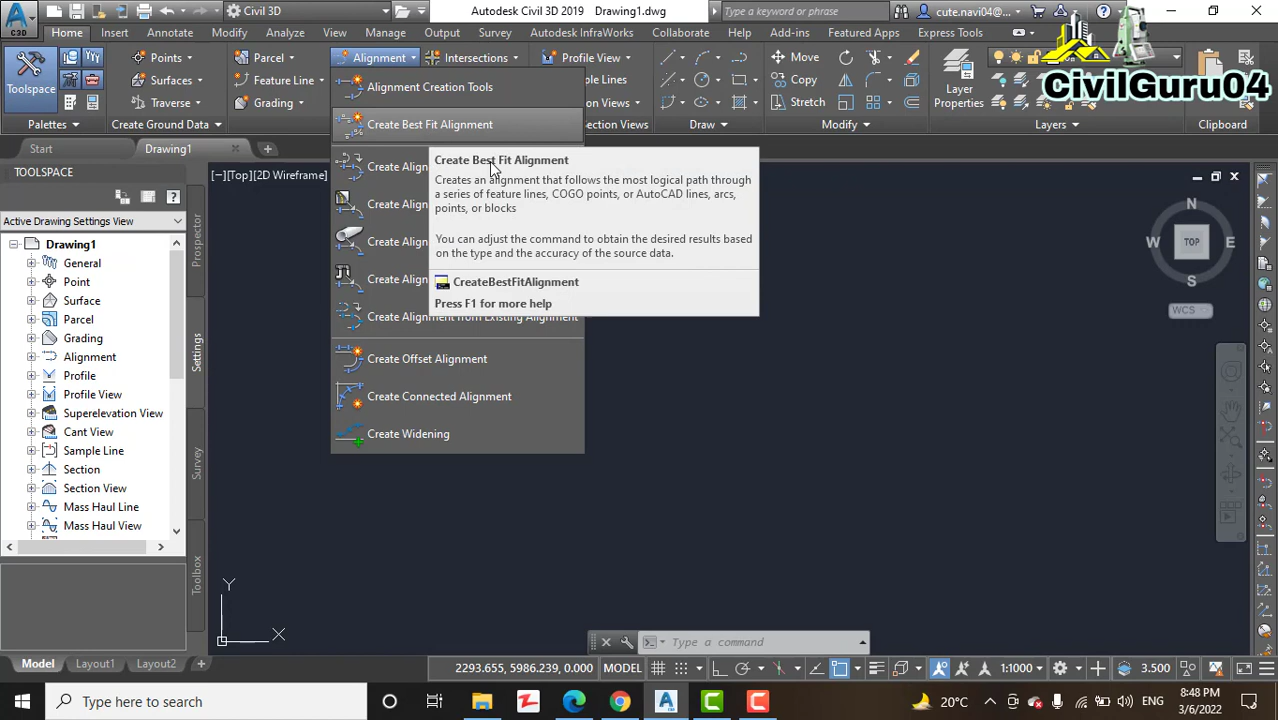 C3D
Civil 3D
Autodesk Civil 3D 2019 Drawing1.dwg
Type a keyword or phrase
cute.navi04@...
Home Insert Annotate Modify Analyze View Manage Output Survey Autodesk InfraWorks Collaborate Help Add-ins Featured Apps Express Tools
CivilGuru04
Toolspace
Points
Surfaces
Traverse
Parcel
Feature Line
Grading
Alignment
Intersections
Profile View
Move
Copy
Stretch
Layer
Properties
Paste
Palettes
Create Ground Data
Draw
Modify
Layers
Clipboard
Start
Drawing1
Alignment Creation Tools
Create Best Fit Alignment
Create Best Fit Alignment
Creates an alignment that follows the most logical path through
a series of feature lines, COGO points, or AutoCAD lines, arcs,
points, or blocks
You can adjust the command to obtain the desired results based
on the type and the accuracy of the source data.
CreateBestFitAlignment
Press F1 for more help
Create Alignment from Existing Alignment
Create Offset Alignment
Create Connected Alignment
Create Widening
TOOLSPACE
Active Drawing Settings View
Drawing1
General
Point
Surface
Parcel
Grading
Alignment
Profile
Profile View
Superelevation View
Cant View
Sample Line
Section
Section View
Mass Haul Line
Mass Haul View
Prospector
Settings
Survey
Toolbox
[−][Top][2D Wireframe]
N
W TOP E
S
WCS
Y
X
Type a command
Model Layout1 Layout2 +
2293.655, 5986.239, 0.000 MODEL 1:1000 3.500
Type here to search
20°C ENG
8:48 PM
3/6/2022